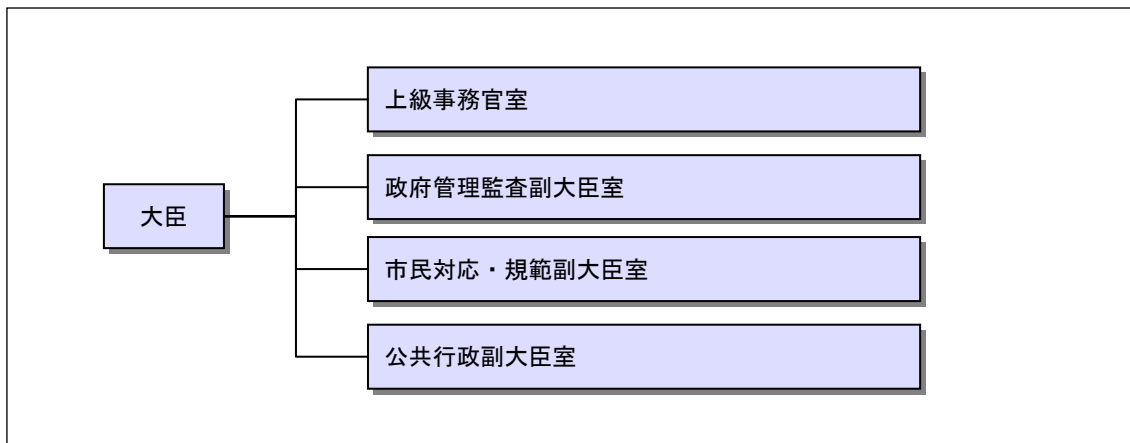 上級事務官室
政府管理監査副大臣室
大臣
市民対応・規範副大臣室
公共行政副大臣室